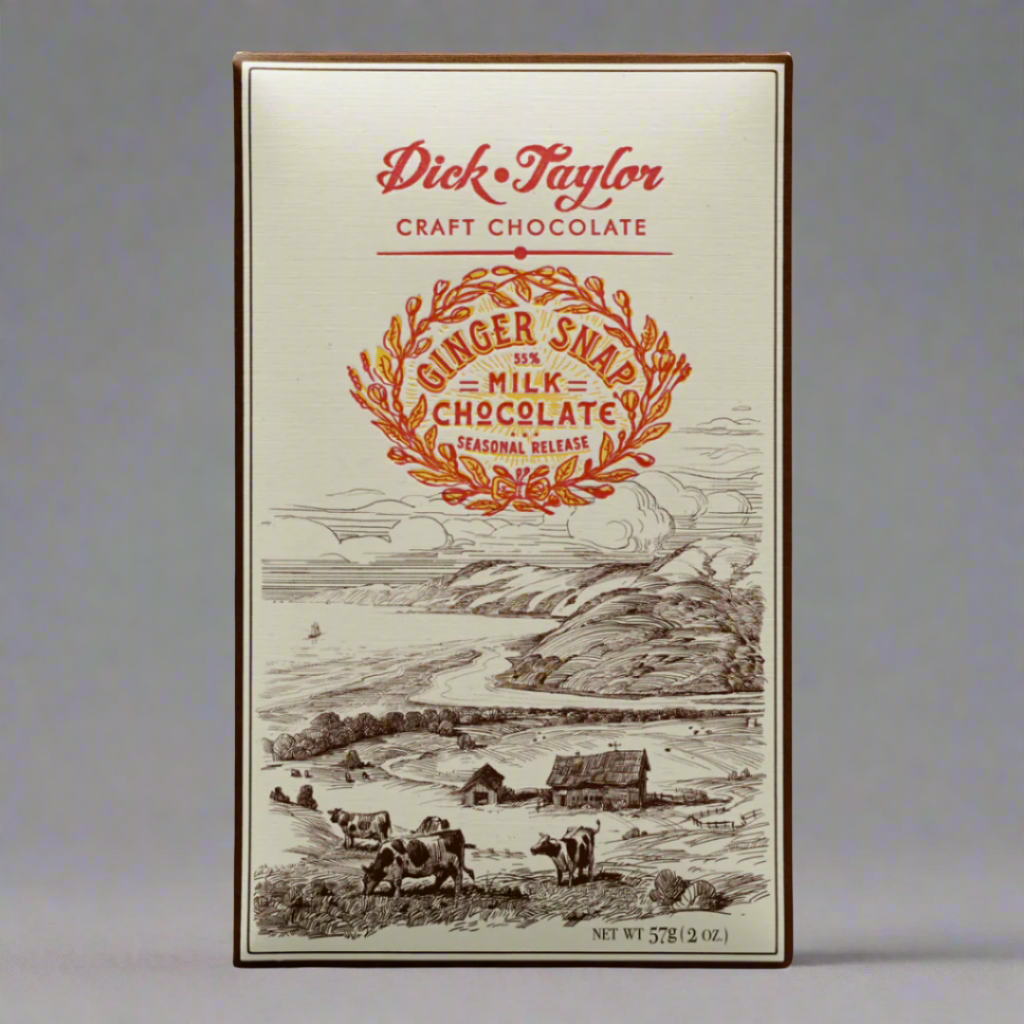 Dick • Taylor
CRAFT CHOCOLATE
GINGER SNAP
55%
MILK
CHOCOLATE
SEASONAL RELEASE
NET WT 57g (2 OZ.)